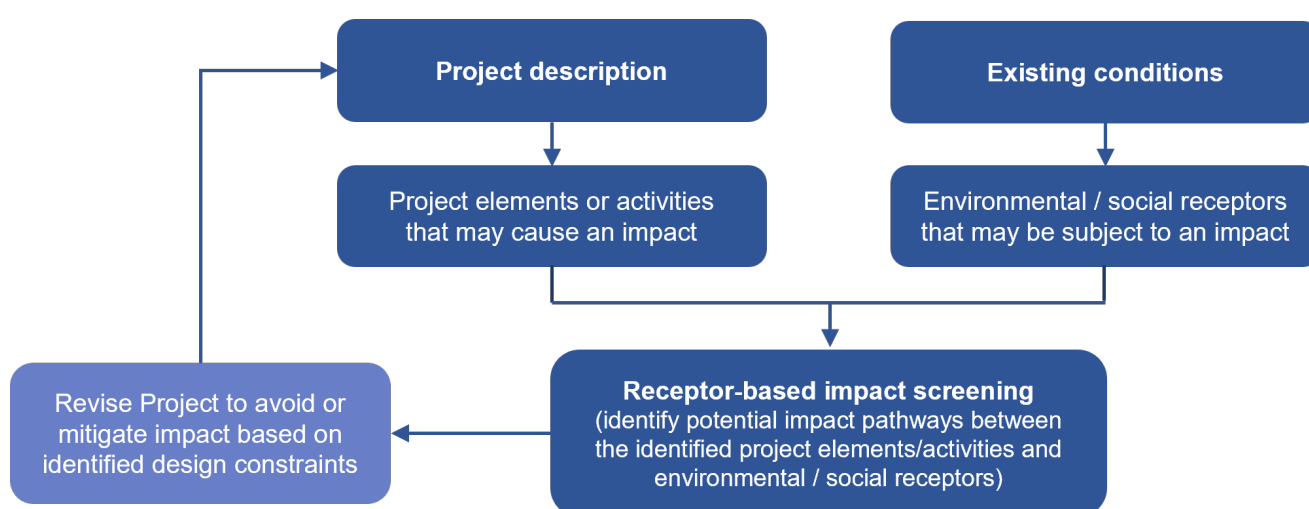 Project description
Existing conditions
Project elements or activities
that may cause an impact
Environmental / social receptors
that may be subject to an impact
Receptor-based impact screening
(identify potential impact pathways between
the identified project elements/activities and
environmental / social receptors)
Revise Project to avoid or
mitigate impact based on
identified design constraints